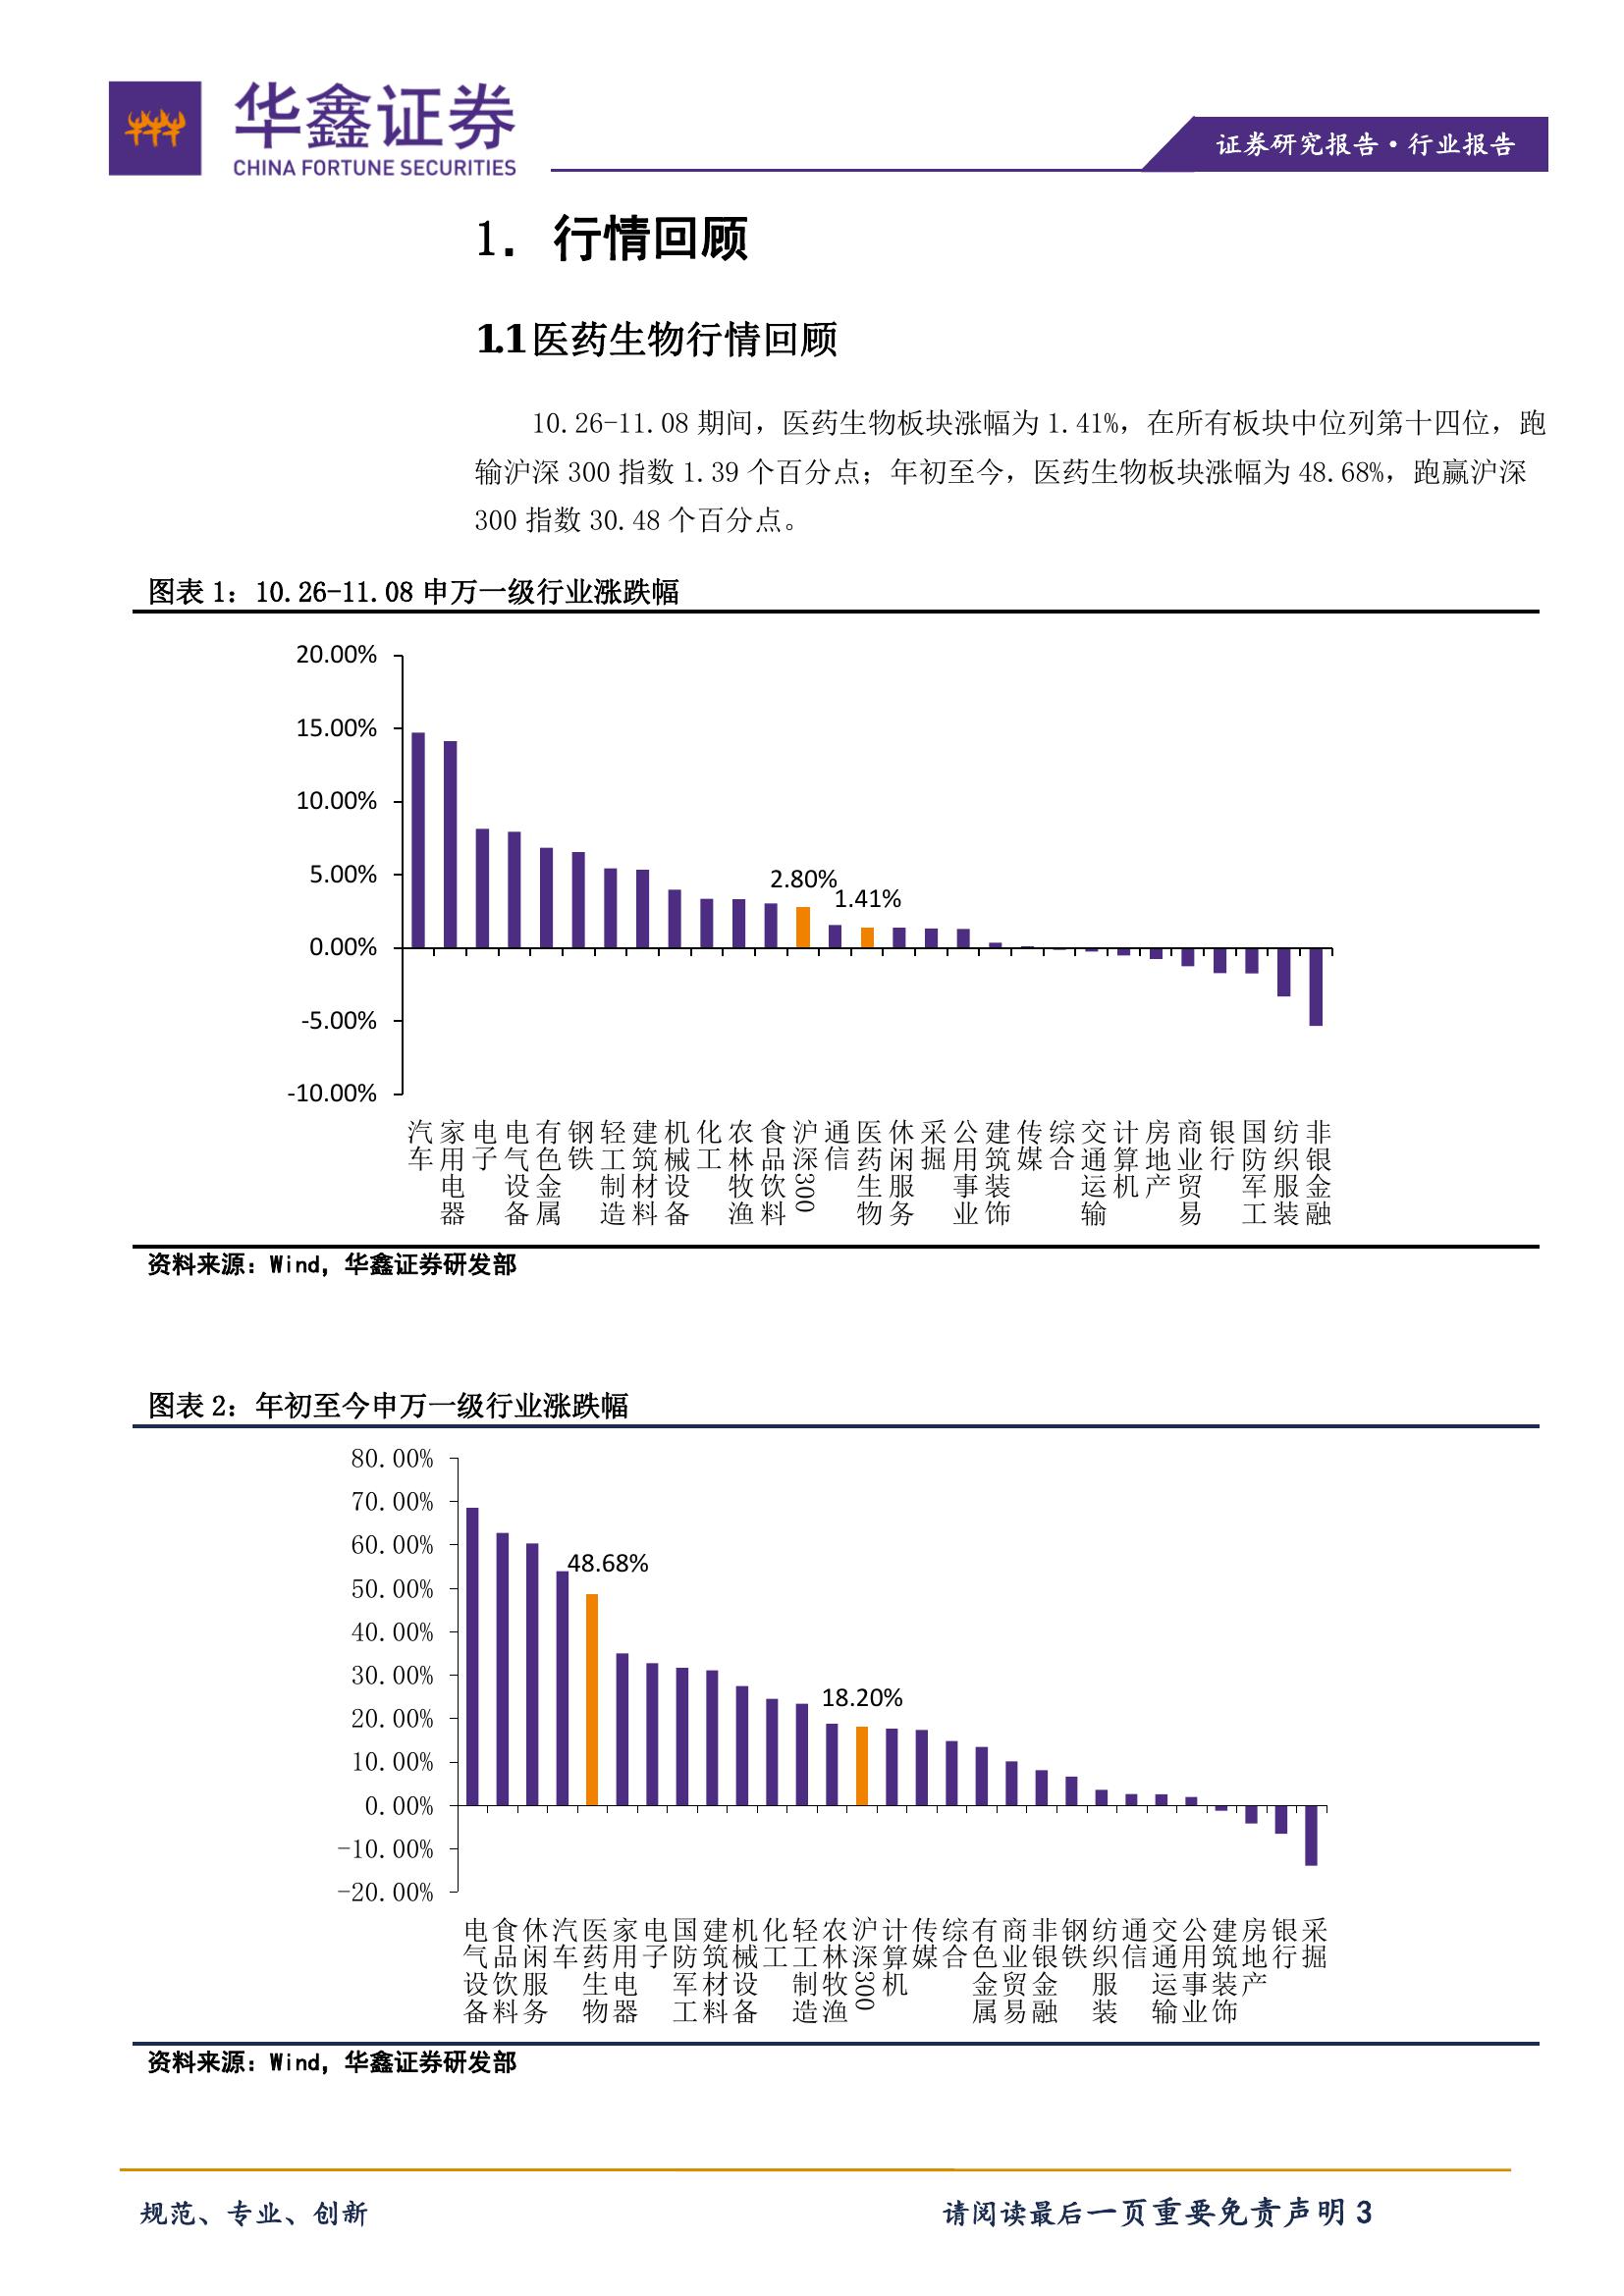 华鑫证券
CHINA FORTUNE SECURITIES
证券研究报告·行业报告
1. 行情回顾
1.1医药生物行情回顾
10.26-11.08 期间，医药生物板块涨幅为 1.41%，在所有板块中位列第十四位，跑
输沪深 300 指数 1.39 个百分点；年初至今，医药生物板块涨幅为 48.68%，跑赢沪深
300 指数 30.48 个百分点。
图表 1：10.26-11.08 申万一级行业涨跌幅
20.00%
15.00%
10.00%
5.00%
0.00%
-5.00%
-10.00%
2.80%
1.41%
汽车
家用电器
电子
电气设备
有色金属
钢铁
轻工制造
建筑材料
机械设备
化工
农林牧渔
食品饮料
沪深300
通信
医药生物
休闲服务
采掘
公用事业
建筑装饰
传媒
综合
交通运输
计算机
房地产
商业贸易
银行
国防军工
纺织服装
非银金融
资料来源：Wind，华鑫证券研发部
图表 2：年初至今申万一级行业涨跌幅
80.00%
70.00%
60.00%
50.00%
40.00%
30.00%
20.00%
10.00%
0.00%
-10.00%
-20.00%
48.68%
18.20%
电气设备
食品饮料
休闲服务
汽车
医药生物
家用电器
电子
国防军工
建筑材料
机械设备
化工
轻工制造
农林牧渔
沪深300
计算机
传媒
综合
有色金属
商业贸易
非银金融
钢铁
纺织服装
通信
交通运输
公用事业
建筑装饰
房地产
银行
采掘
资料来源：Wind，华鑫证券研发部
规范、专业、创新
请阅读最后一页重要免责声明 3